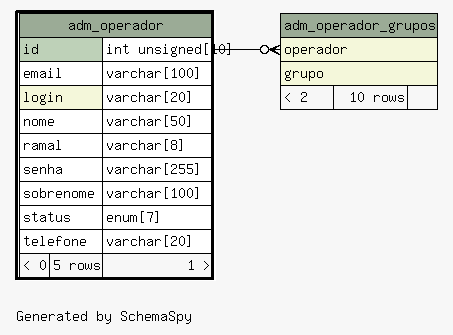 adm_operador
id int unsigned[10]
email varchar[100]
login varchar[20]
nome varchar[50]
ramal varchar[8]
senha varchar[255]
sobrenome varchar[100]
status enum[7]
telefone varchar[20]
< 0 5 rows 1 >
adm_operador_grupos
operador
grupo
< 2 10 rows
Generated by SchemaSpy